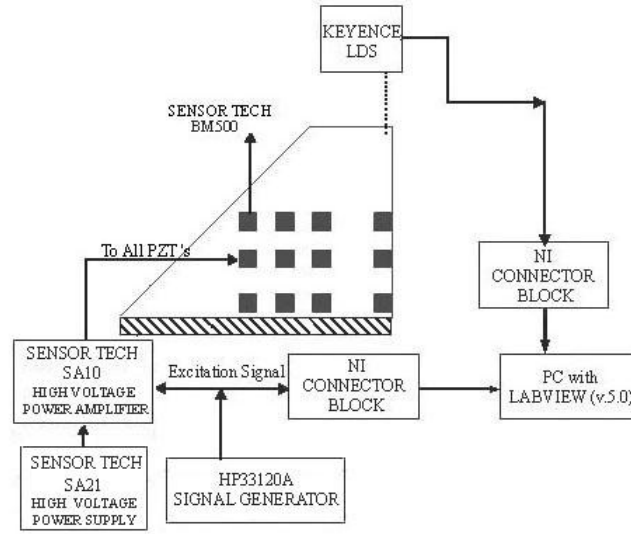 KEYENCE
LDS
SENSOR TECH
BM500
To All PZT 's
NI
CONNECTOR
BLOCK
SENSOR TECH
SA10
HIGH VOLTAGE
POWER AMPLIFIER
Excitation Signal
NI
CONNECTOR
BLOCK
PC with
LABVIEW (v.5.0)
SENSOR TECH
SA21
HIGH VOLTAGE
POWER SUPPLY
HP33120A
SIGNAL GENERATOR